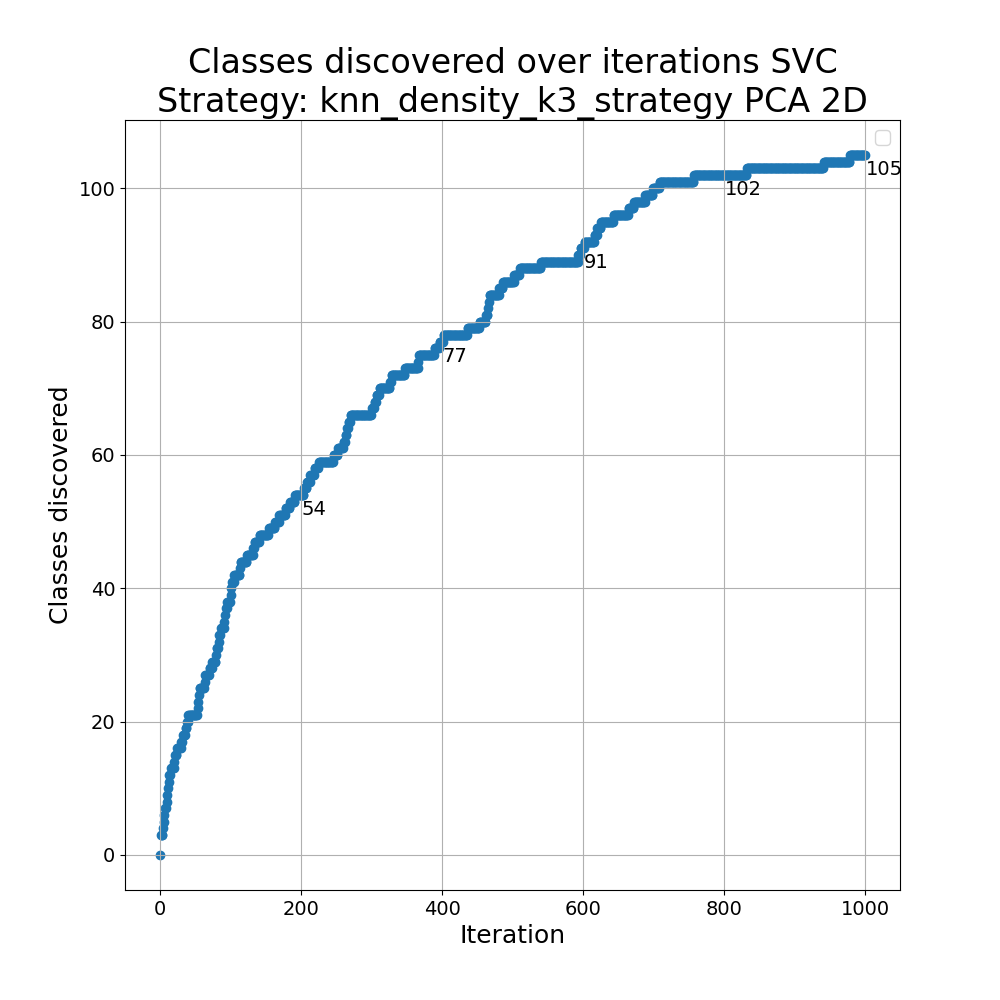 Classes discovered over iterations SVC
Strategy: knn_density_k3_strategy PCA 2D
105
102
100
91
80
77
60
54
40
20
0
Classes discovered
0 200 400 600 800 1000
Iteration